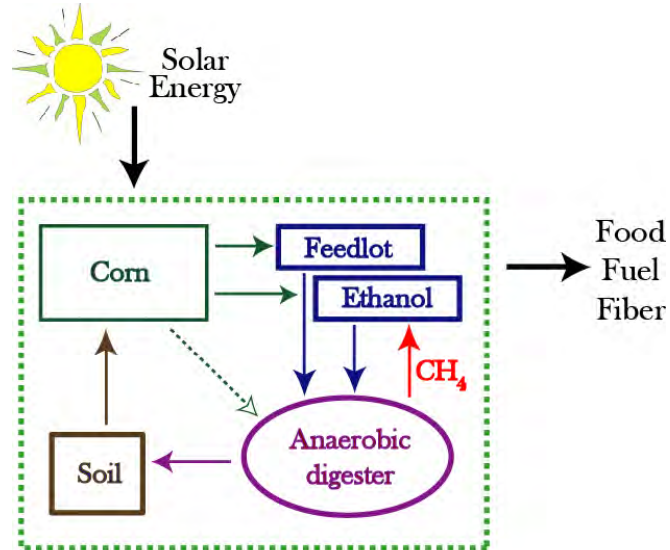 Solar
Energy
Corn
Feedlot
Ethanol
CH₄
Food
Fuel
Fiber
Soil
Anaerobic
digester